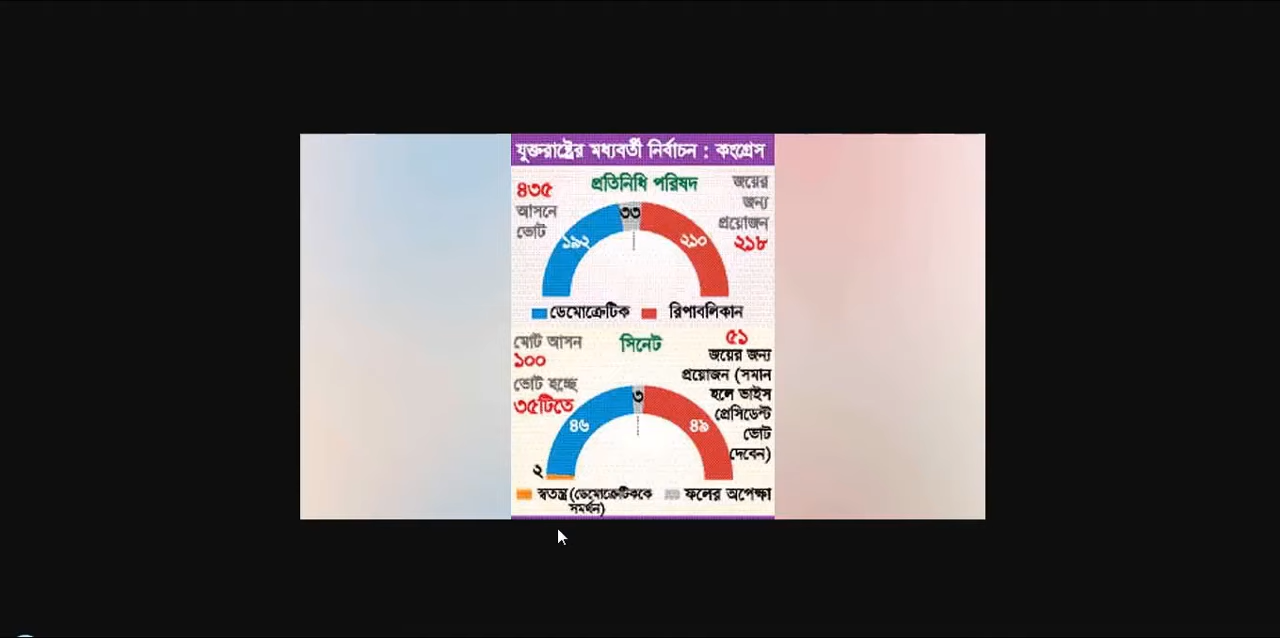 যুক্তরাষ্ট্রের মধ্যবর্তী নির্বাচন : কংগ্রেস
প্রতিনিধি পরিষদ
৪৩৫
আসনে
ভোট
জয়ের
জন্য
প্রয়োজন
২১৮
৩৩
১৯২
২১০
ডেমোক্রেটিক
রিপাবলিকান
সিনেট
মোট আসন
১০০
ভোট হচ্ছে
৩৫টিতে
৫১
জয়ের জন্য
প্রয়োজন (সমান
হলে ভাইস
প্রেসিডেন্ট
ভোট
দেবেন)
৩
৪৬
৪৯
২
স্বতন্ত্র (ডেমোক্রেটিককে
সমর্থন)
ফলের অপেক্ষা